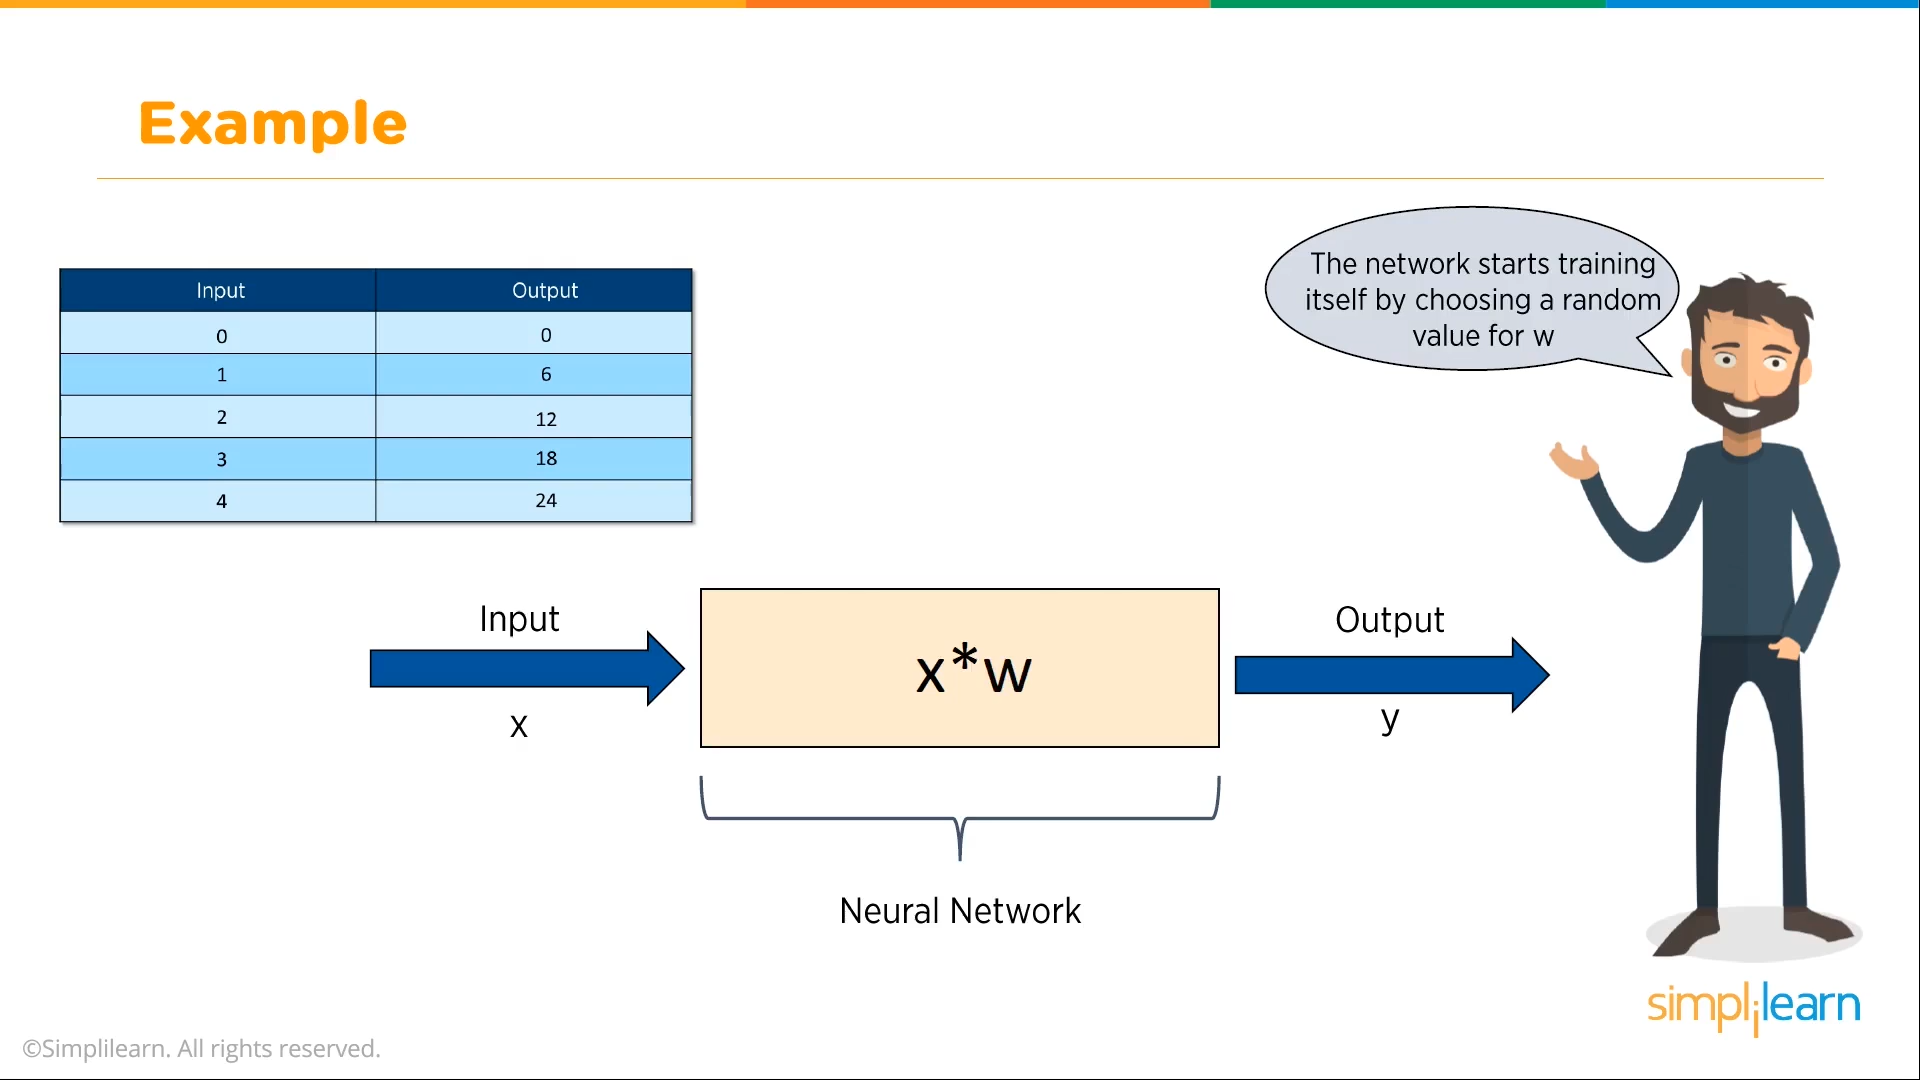 Example
The network starts training
itself by choosing a random
value for w
Input Output
0 0
1 6
2 12
3 18
4 24
Input
x
x*w
Output
y
Neural Network
simplilearn
©Simplilearn. All rights reserved.